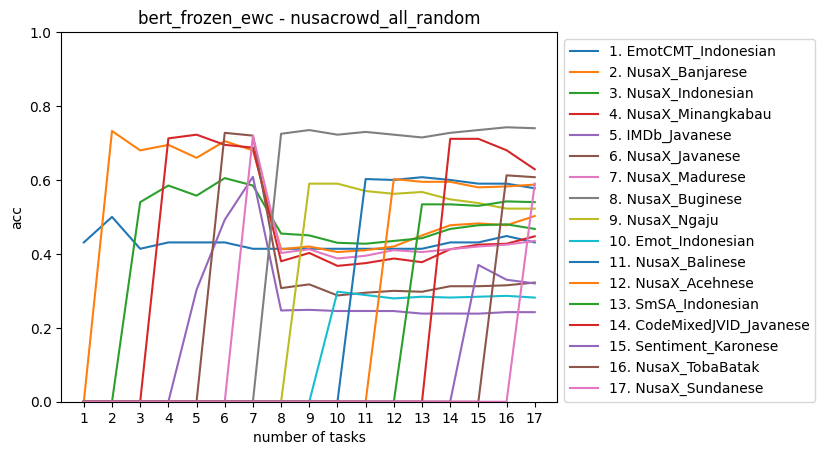 bert_frozen_ewc - nusacrowd_all_random
1.0
0.8
0.6
0.4
0.2
0.0
acc
1 2 3 4 5 6 7 8 9 10 11 12 13 14 15 16 17
number of tasks
1. EmotCMT_Indonesian
2. NusaX_Banjarese
3. NusaX_Indonesian
4. NusaX_Minangkabau
5. IMDb_Javanese
6. NusaX_Javanese
7. NusaX_Madurese
8. NusaX_Buginese
9. NusaX_Ngaju
10. Emot_Indonesian
11. NusaX_Balinese
12. NusaX_Acehnese
13. SmSA_Indonesian
14. CodeMixedJVID_Javanese
15. Sentiment_Karonese
16. NusaX_TobaBatak
17. NusaX_Sundanese